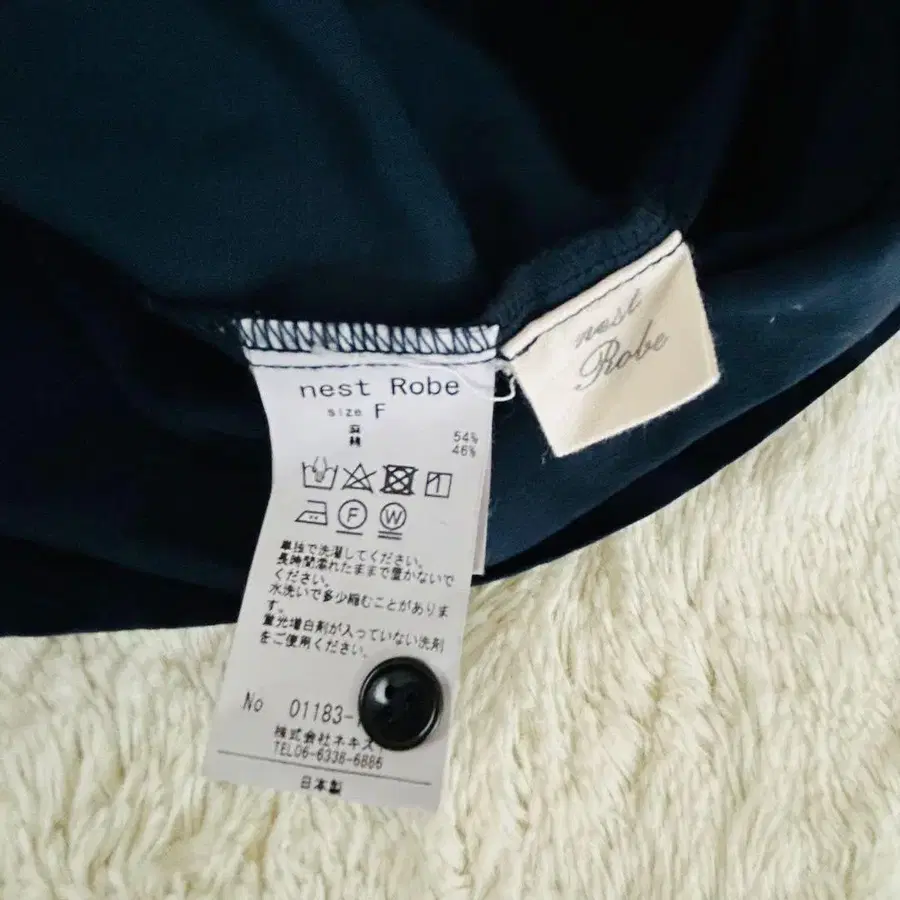 nest Robe
size F
麻 54%
綿 46%
単独で洗濯してください。
長時間濡れたままで置かないで
ください。
水洗いで多少縮むことがありま
す。
蛍光増白剤が入っていない洗剤
をご使用ください。
No 01183-
株式会社ネキスト
TEL06-6336-6886
日本製
nest
Robe
F
W